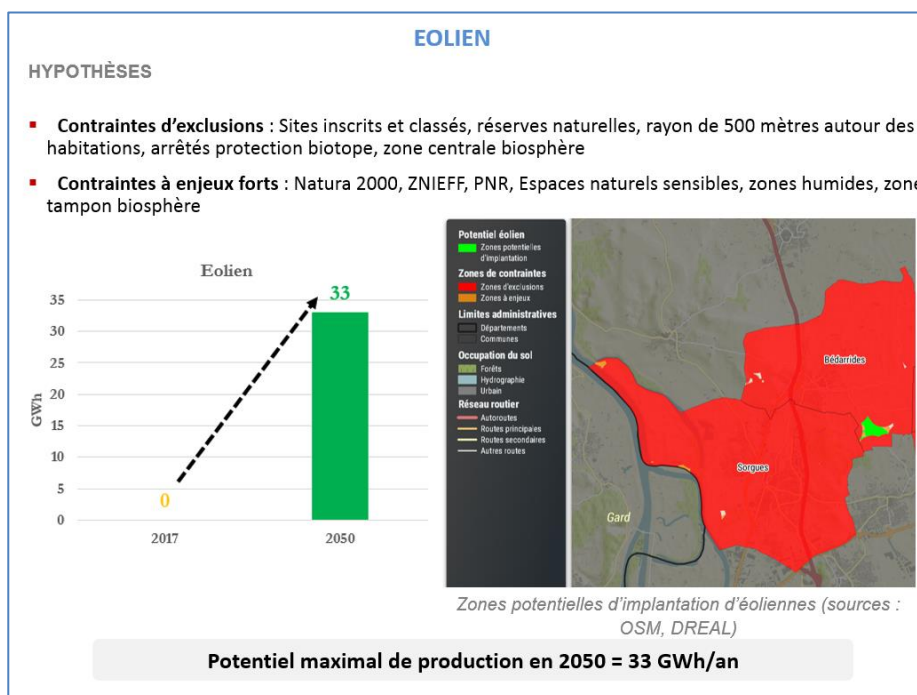 EOLIEN
HYPOTHÈSES
▪ Contraintes d'exclusions : Sites inscrits et classés, réserves naturelles, rayon de 500 mètres autour des
habitations, arrêtés protection biotope, zone centrale biosphère
▪ Contraintes à enjeux forts : Natura 2000, ZNIEFF, PNR, Espaces naturels sensibles, zones humides, zone
tampon biosphère
Eolien
GWh
35
30
25
20
15
10
5
0
0
33
2017
2050
Potentiel éolien
Zones potentielles
d'implantation
Zones de contraintes
Zones d'exclusions
Zones à enjeux
Limites administratives
Départements
Communes
Occupation du sol
Forêts
Hydrographie
Urbain
Réseau routier
Autoroutes
Routes principales
Routes secondaires
Autres routes
Bédarrides
Sorgues
Gard
Zones potentielles d'implantation d'éoliennes (sources :
OSM, DREAL)
Potentiel maximal de production en 2050 = 33 GWh/an